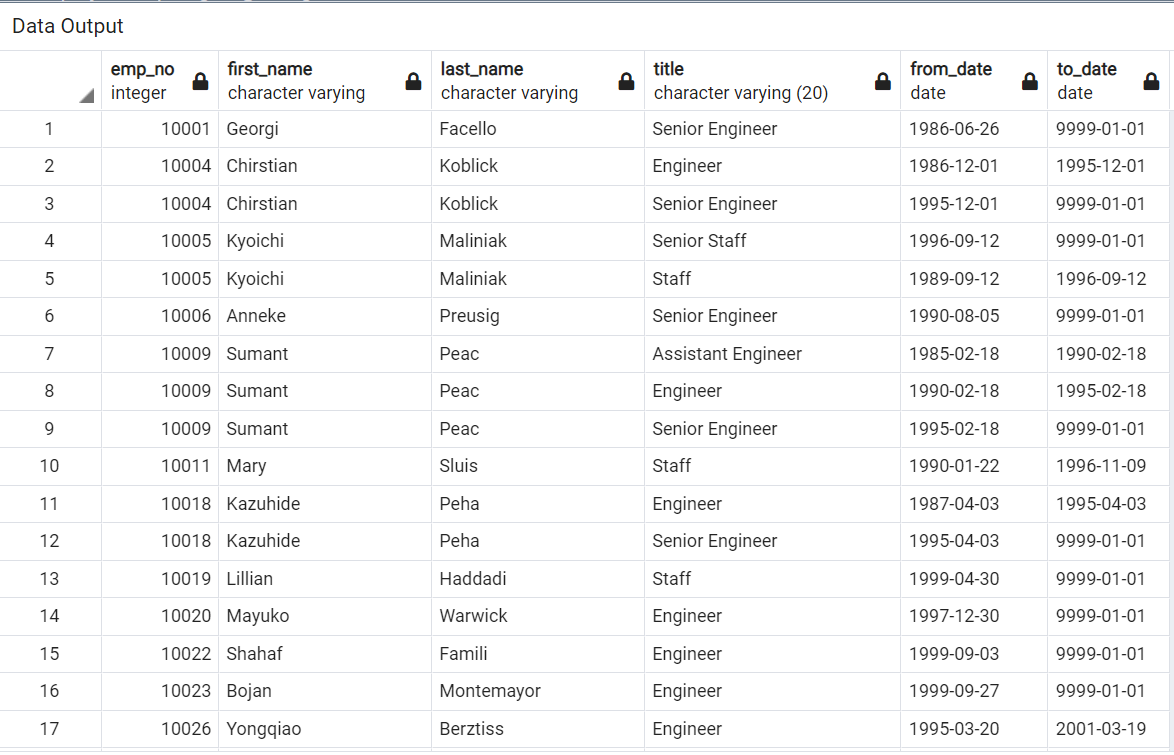 Data Output
emp_no first_name last_name title from_date to_date
integer character varying character varying character varying (20) date date
1 10001 Georgi Facello Senior Engineer 1986-06-26 9999-01-01
2 10004 Chirstian Koblick Engineer 1986-12-01 1995-12-01
3 10004 Chirstian Koblick Senior Engineer 1995-12-01 9999-01-01
4 10005 Kyoichi Maliniak Senior Staff 1996-09-12 9999-01-01
5 10005 Kyoichi Maliniak Staff 1989-09-12 1996-09-12
6 10006 Anneke Preusig Senior Engineer 1990-08-05 9999-01-01
7 10009 Sumant Peac Assistant Engineer 1985-02-18 1990-02-18
8 10009 Sumant Peac Engineer 1990-02-18 1995-02-18
9 10009 Sumant Peac Senior Engineer 1995-02-18 9999-01-01
10 10011 Mary Sluis Staff 1990-01-22 1996-11-09
11 10018 Kazuhide Peha Engineer 1987-04-03 1995-04-03
12 10018 Kazuhide Peha Senior Engineer 1995-04-03 9999-01-01
13 10019 Lillian Haddadi Staff 1999-04-30 9999-01-01
14 10020 Mayuko Warwick Engineer 1997-12-30 9999-01-01
15 10022 Shahaf Famili Engineer 1999-09-03 9999-01-01
16 10023 Bojan Montemayor Engineer 1999-09-27 9999-01-01
17 10026 Yongqiao Berztiss Engineer 1995-03-20 2001-03-19